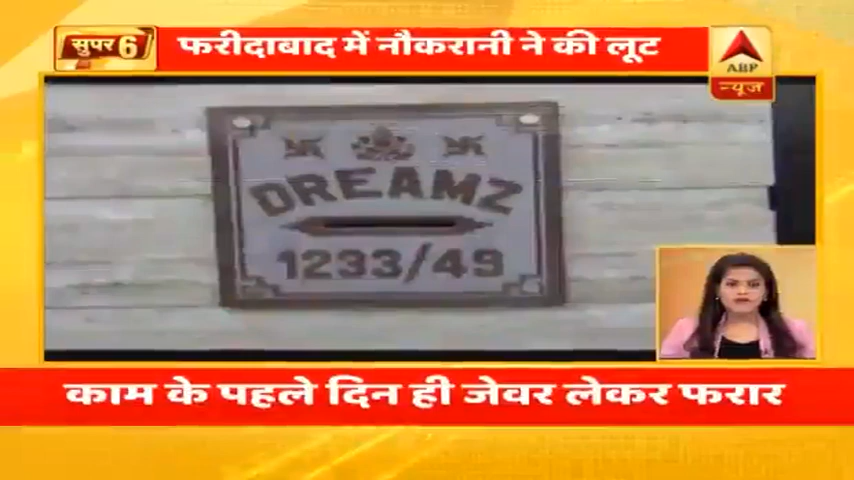 सुपर 6
फरीदाबाद में नौकरानी ने की लूट
ABP
न्यूज़
DREAMZ
1233/49
काम के पहले दिन ही जेवर लेकर फरार